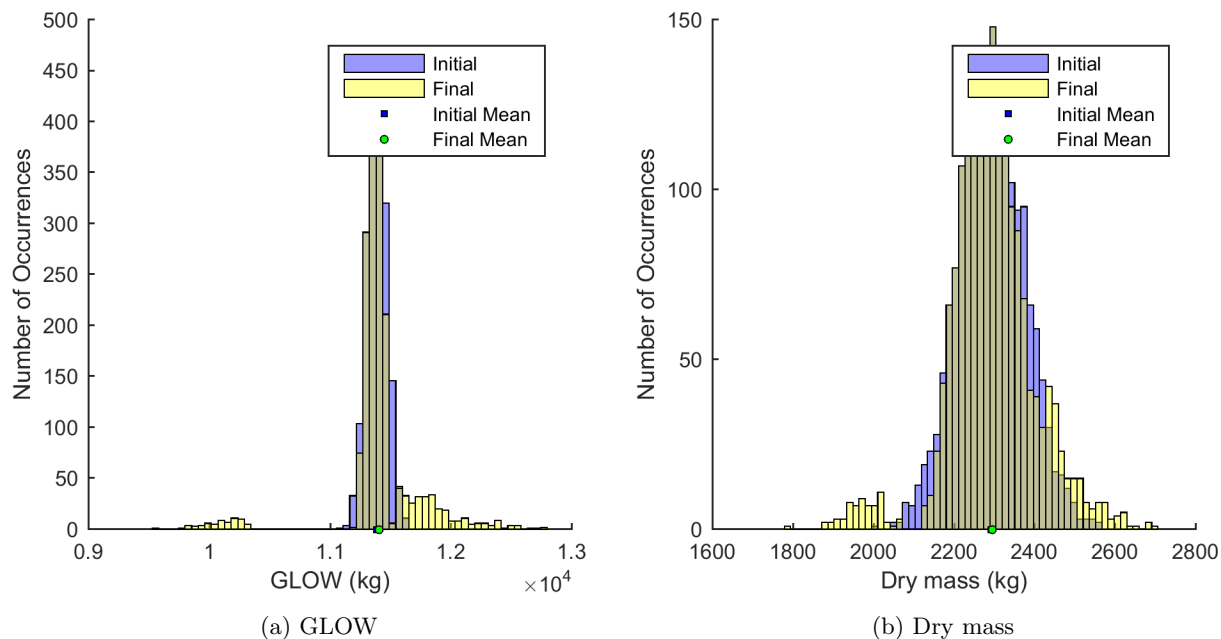 500
450
400
350
300
250
200
150
100
50
0
Number of Occurrences
0.9
1
1.1
1.2
1.3
×10⁴
GLOW (kg)
Initial
Final
Initial Mean
Final Mean
(a) GLOW
150
100
50
0
Number of Occurrences
1600
1800
2000
2200
2400
2600
2800
Dry mass (kg)
Initial
Final
Initial Mean
Final Mean
(b) Dry mass